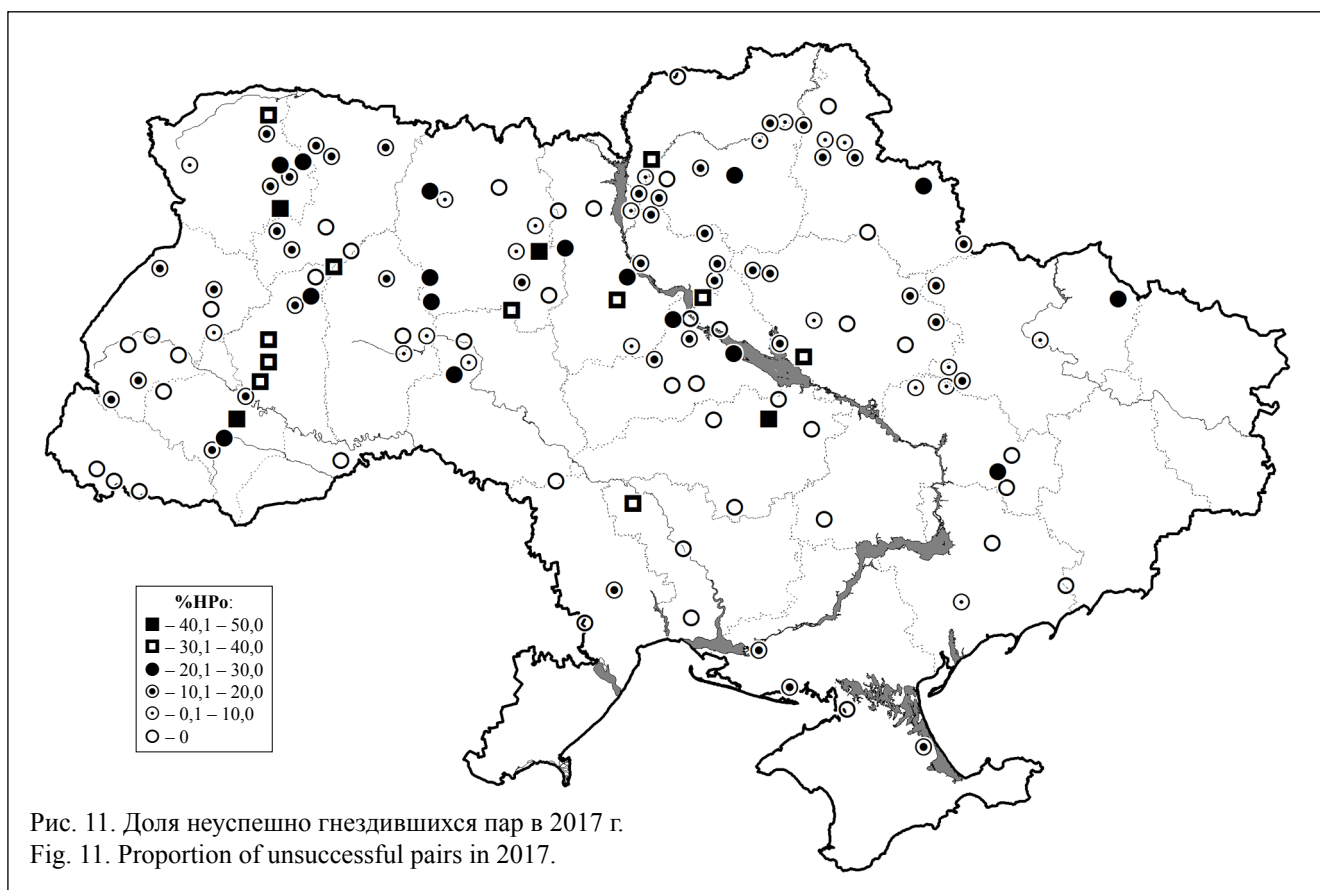 %HPo:
– 40,1 – 50,0
– 30,1 – 40,0
– 20,1 – 30,0
– 10,1 – 20,0
– 0,1 – 10,0
– 0
Рис. 11. Доля неуспешно гнездившихся пар в 2017 г.
Fig. 11. Proportion of unsuccessful pairs in 2017.